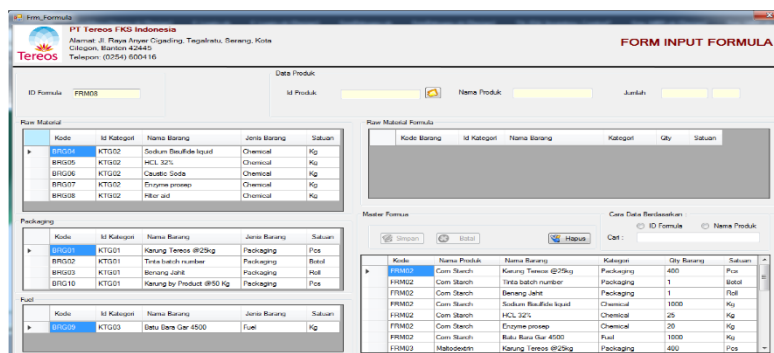 Frm_Formula
Tereos
PT Tereos FKS Indonesia
Alamat: Jl. Raya Anyer Cigading, Tegalratu, Serang, Kota
Cilegon, Banten 42445
Telepon: (0254) 600416
FORM INPUT FORMULA
Data Produk
ID Formula FRM08
Id Produk
Nama Produk
Jumlah
Raw Material
Kode Id Kategori Nama Barang Jenis Barang Satuan
BRG04 KTG02 Sodium Bisulfide liquid Chemical Kg
BRG05 KTG02 HCL 32% Chemical Kg
BRG06 KTG02 Caustic Soda Chemical Kg
BRG07 KTG02 Enzyme prosep Chemical Kg
BRG08 KTG02 Filter aid Chemical Kg
Raw Material Formula
Kode Barang Id Kategori Nama Barang Kategori Qty Satuan
Packaging
Kode Id Kategori Nama Barang Jenis Barang Satuan
BRG01 KTG01 Karung Tereos @25kg Packaging Pcs
BRG02 KTG01 Tinta batch number Packaging Botol
BRG03 KTG01 Benang Jahit Packaging Roll
BRG10 KTG01 Karung by Product @50 Kg Packaging Pcs
Fuel
Kode Id Kategori Nama Barang Jenis Barang Satuan
BRG09 KTG03 Batu Bara Gar 4500 Fuel Kg
Master Formua
Simpan Batal Hapus
Cara Data Berdasarkan
ID Formula Nama Produk
Cari :
Kode Nama Produk Nama Barang Kategori Qty Barang Satuan
FRM02 Corn Starch Karung Tereos @25kg Packaging 400 Pcs
FRM02 Corn Starch Tinta batch number Packaging 1 Botol
FRM02 Corn Starch Benang Jahit Packaging 1 Roll
FRM02 Corn Starch Sodium Bisulfide liquid Chemical 1000 Kg
FRM02 Corn Starch HCL 32% Chemical 25 Kg
FRM02 Corn Starch Enzyme prosep Chemical 20 Kg
FRM02 Corn Starch Batu Bara Gar 4500 Fuel 1000 Kg
FRM03 Maltodextrin Karung Tereos @25kg Packaging 400 Pcs